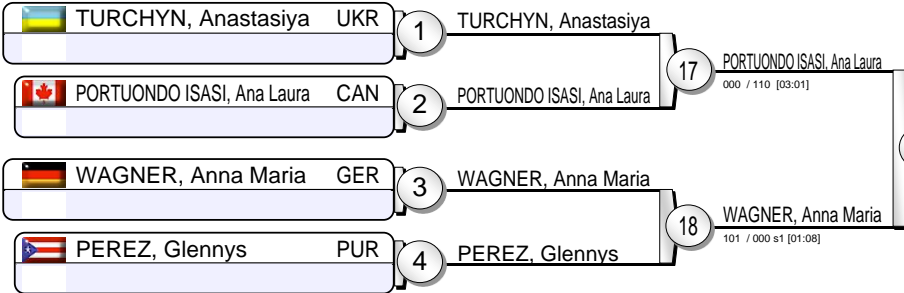 TURCHYN, Anastasiya UKR
1
TURCHYN, Anastasiya
17
PORTUONDO ISASI, Ana Laura
000 / 110 [03:01]
PORTUONDO ISASI, Ana Laura CAN
2
PORTUONDO ISASI, Ana Laura
WAGNER, Anna Maria GER
3
WAGNER, Anna Maria
18
WAGNER, Anna Maria
101 / 000 s1 [01:08]
PEREZ, Glennys PUR
4
PEREZ, Glennys